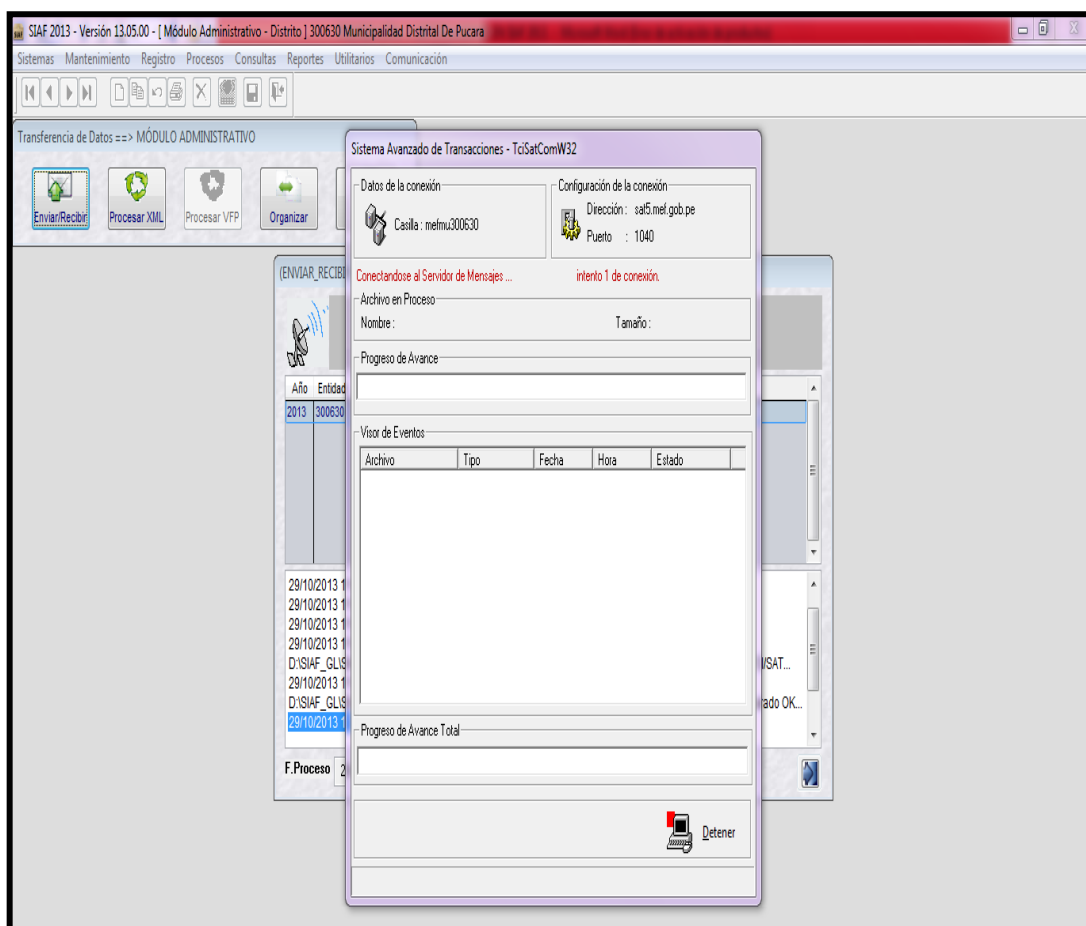 SIAF 2013 - Versión 13.05.00 - [ Módulo Administrativo - Distrito ] 300630 Municipalidad Distrital De Pucara
Sistemas Mantenimiento Registro Procesos Consultas Reportes Utilitarios Comunicación
Transferencia de Datos ==> MÓDULO ADMINISTRATIVO
Enviar/Recibir Procesar XML Procesar VFP Organizar
Sistema Avanzado de Transacciones - TciSatComW32
Datos de la conexión
Casilla : mefmu300630
Configuración de la conexión
Dirección : sat5.mef.gob.pe
Puerto : 1040
(ENVIAR_RECIBI
Conectandose al Servidor de Mensajes ... intento 1 de conexión.
Archivo en Proceso
Nombre : Tamaño :
Progreso de Avance
Año Entidad
2013 300630
Visor de Eventos
Archivo Tipo Fecha Hora Estado
29/10/2013 1
29/10/2013 1
29/10/2013 1
29/10/2013 1
D:\SIAF_GL\S I/SAT...
29/10/2013 1
D:\SIAF_GL\S rado OK...
29/10/2013 1
Progreso de Avance Total
F.Proceso 2
Detener